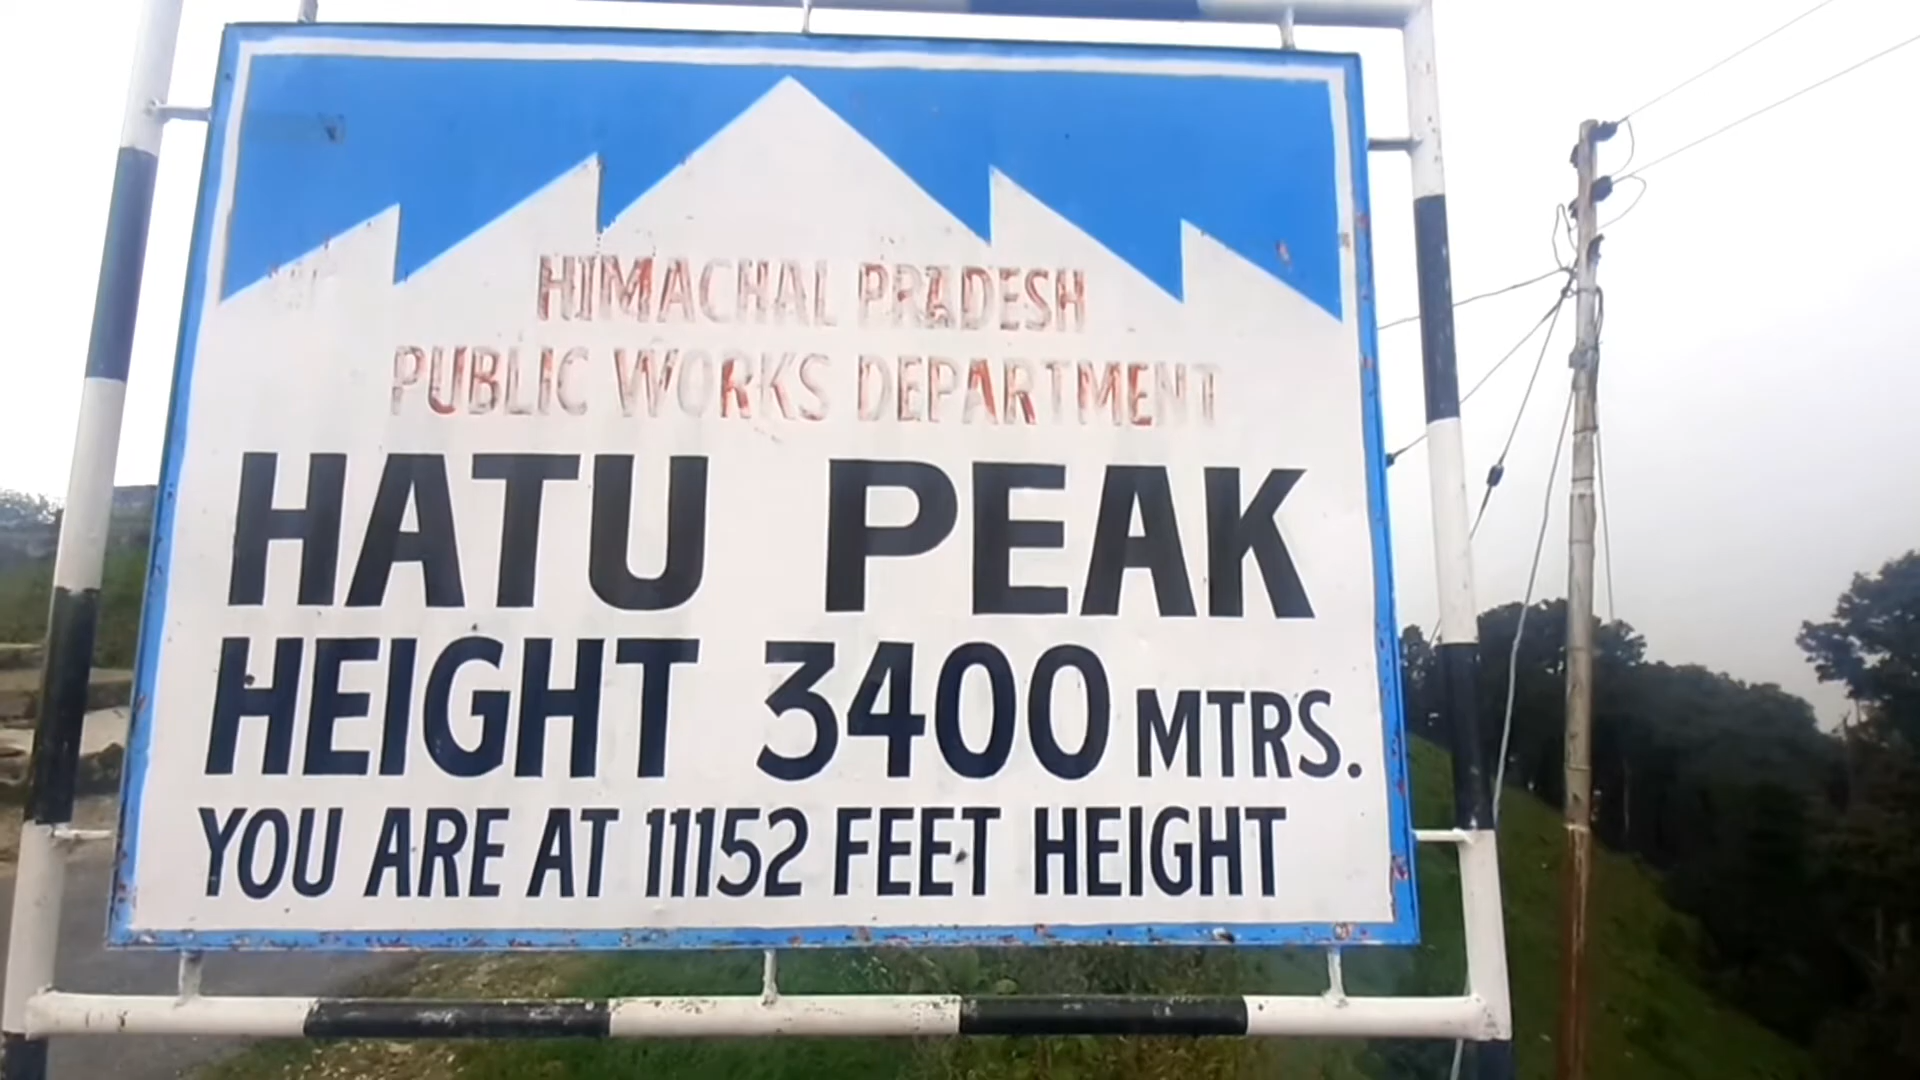 HIMACHAL PRADESH
PUBLIC WORKS DEPARTMENT
HATU PEAK
HEIGHT 3400 MTRS.
YOU ARE AT 11152 FEET HEIGHT